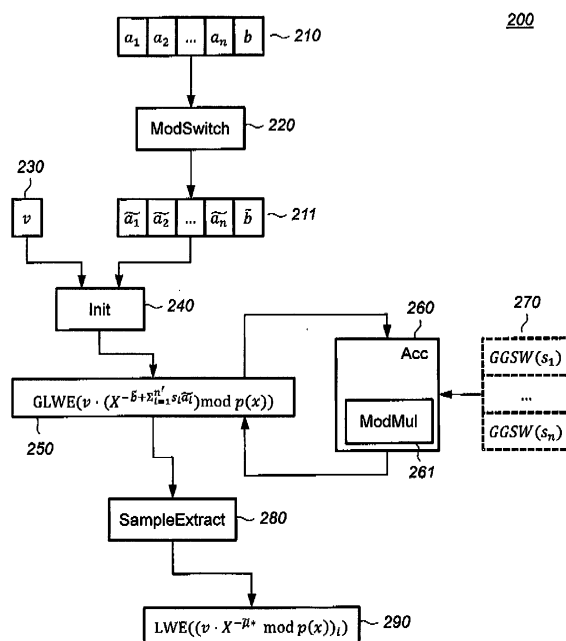 200
a₁ a₂ ... aₙ b 210
ModSwitch 220
230
v
ã₁ ã₂ ... ãₙ b̃ 211
Init 240
260
Acc
270
GGSW(s₁)
...
GGSW(sₙ)
GLWE(v · (X^{-b̃+Σ_{i=1}^{n'} s_i ã_i}) mod p(x))
250
ModMul
261
SampleExtract 280
LWE((v · X^{-μ̃*} mod p(x))ᵢ) 290